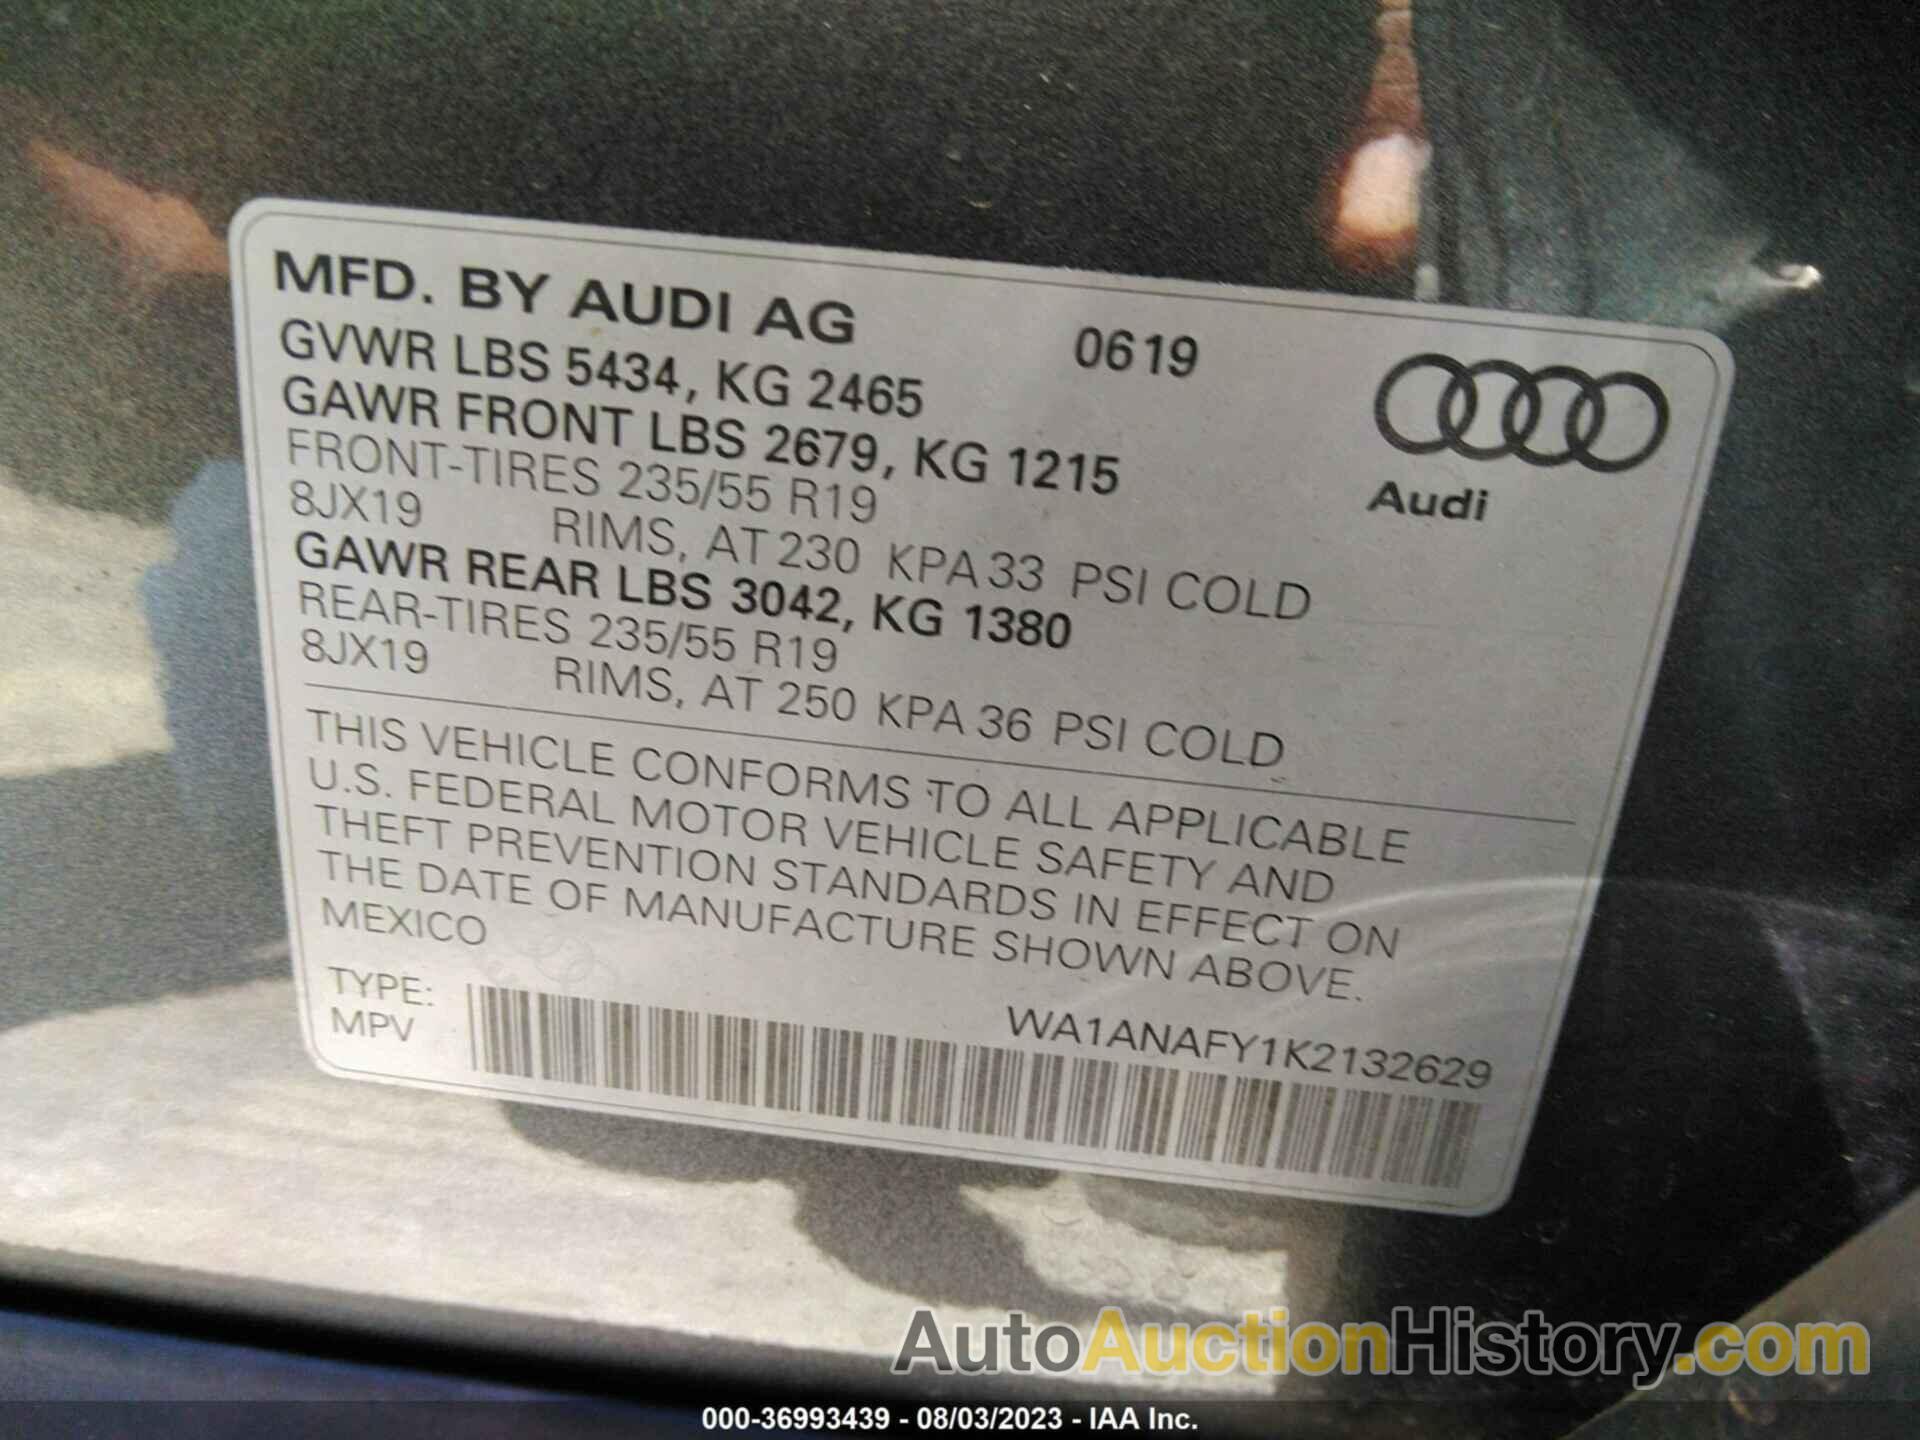 MFD. BY AUDI AG 0619
GVWR LBS 5434, KG 2465
GAWR FRONT LBS 2679, KG 1215
FRONT-TIRES 235/55 R19
8JX19 RIMS, AT 230 KPA 33 PSI COLD
GAWR REAR LBS 3042, KG 1380
REAR-TIRES 235/55 R19
8JX19 RIMS, AT 250 KPA 36 PSI COLD
Audi
THIS VEHICLE CONFORMS TO ALL APPLICABLE
U.S. FEDERAL MOTOR VEHICLE SAFETY AND
THEFT PREVENTION STANDARDS IN EFFECT ON
THE DATE OF MANUFACTURE SHOWN ABOVE.
MEXICO
TYPE:
MPV
WA1ANAFY1K2132629
AutoAuctionHistory.com
000-36993439 - 08/03/2023 - IAA Inc.